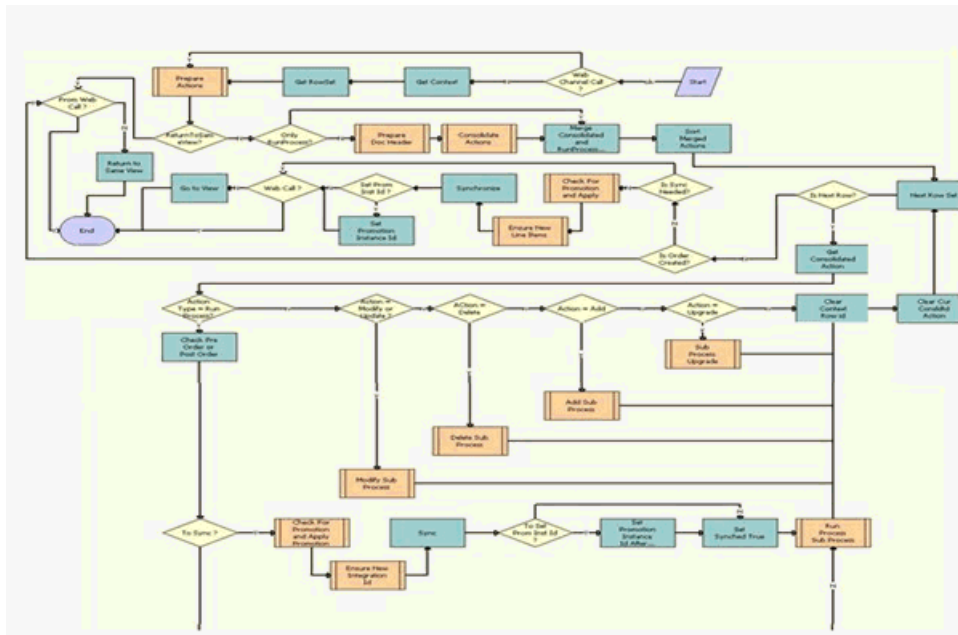 Prepare
Actions
Get RowSet
Get Context
Web
Channel Call
?
Start
From Web
Call ?
ReturnToSam
eView?
Only
RunProcess?
Prepare
Doc Header
Consolidate
Actions
Merge
Consolidated
and
RunProcess...
Sort
Merged
Actions
Return to
Same View
End
Go to View
Web Call ?
Set Prom
Inst Id ?
Synchronize
Check For
Promotion
and Apply
Is Sync
Needed?
Is Next Row?
Next Row Set
Set
Promotion
Instance Id
Ensure New
Line Items
Is Order
Created?
Get
Consolidated
Action
Action
Type = Run
Process?
Action =
Modify or
Update ?
ACtion =
Delete
Action = Add
Action =
Upgrade
Clear
Context
Row id
Clear Cur
Action
Check Pre
Order or
Post Order
Sub
Process
Upgrade
Add Sub
Process
Delete Sub
Process
Modify Sub
Process
To Sync ?
Check For
Promotion
and Apply
Promotion
Sync
To Set
Prom Inst Id
?
Set
Promotion
Instance
Id After...
Set
Synched True
Run
Process
Sub Process
Ensure New
Integration
Id